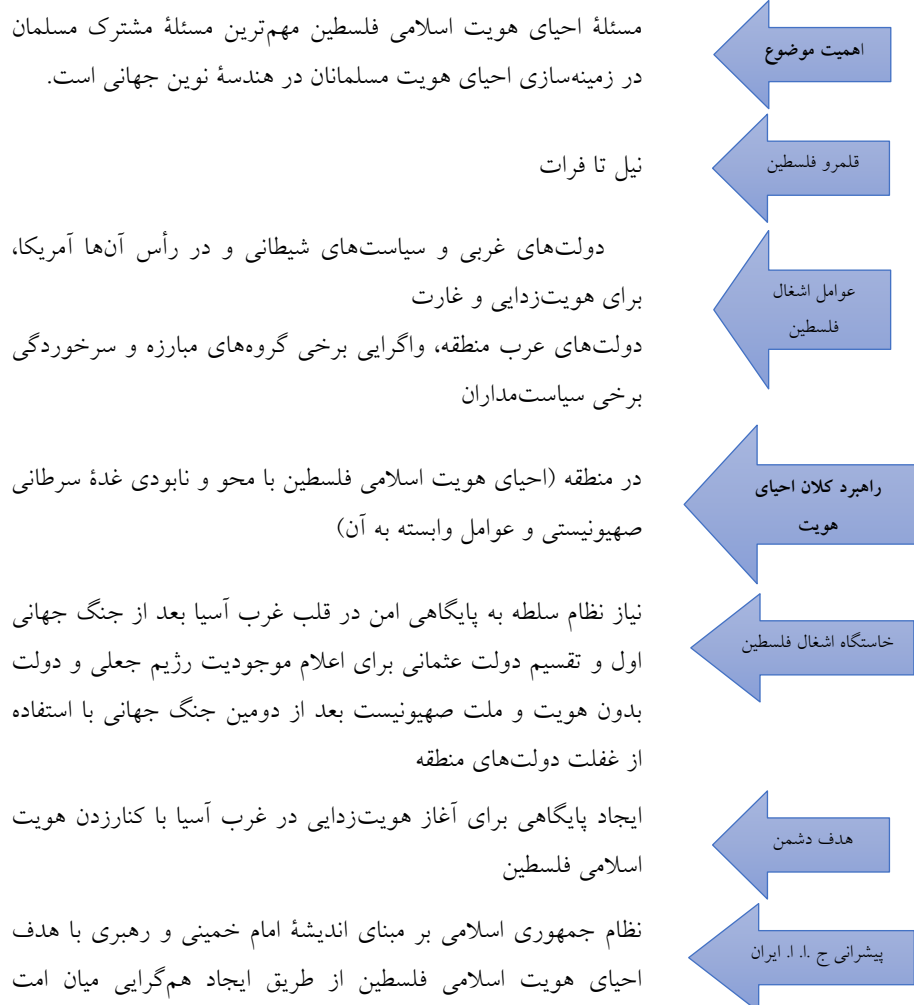 اهمیت موضوع
مسئلهٔ احیای هویت اسلامی فلسطین مهم‌ترین مسئلهٔ مشترک مسلمان
در زمینه‌سازی احیای هویت مسلمانان در هندسهٔ نوین جهانی است.
قلمرو فلسطین
نیل تا فرات
عوامل اشغال
فلسطین
دولت‌های غربی و سیاست‌های شیطانی و در رأس آن‌ها آمریکا،
برای هویت‌زدایی و غارت
دولت‌های عرب منطقه، واگرایی برخی گروه‌های مبارزه و سرخوردگی
برخی سیاست‌مداران
راهبرد کلان احیای
هویت
در منطقه (احیای هویت اسلامی فلسطین با محو و نابودی غدهٔ سرطانی
صهیونیستی و عوامل وابسته به آن)
خاستگاه اشغال فلسطین
نیاز نظام سلطه به پایگاهی امن در قلب غرب آسیا بعد از جنگ جهانی
اول و تقسیم دولت عثمانی برای اعلام موجودیت رژیم جعلی و دولت
بدون هویت و ملت صهیونیست بعد از دومین جنگ جهانی با استفاده
از غفلت دولت‌های منطقه
هدف دشمن
ایجاد پایگاهی برای آغاز هویت‌زدایی در غرب آسیا با کنارزدن هویت
اسلامی فلسطین
پیشرانی ج .ا. ا. ایران
نظام جمهوری اسلامی بر مبنای اندیشهٔ امام خمینی و رهبری با هدف
احیای هویت اسلامی فلسطین از طریق ایجاد هم‌گرایی میان امت